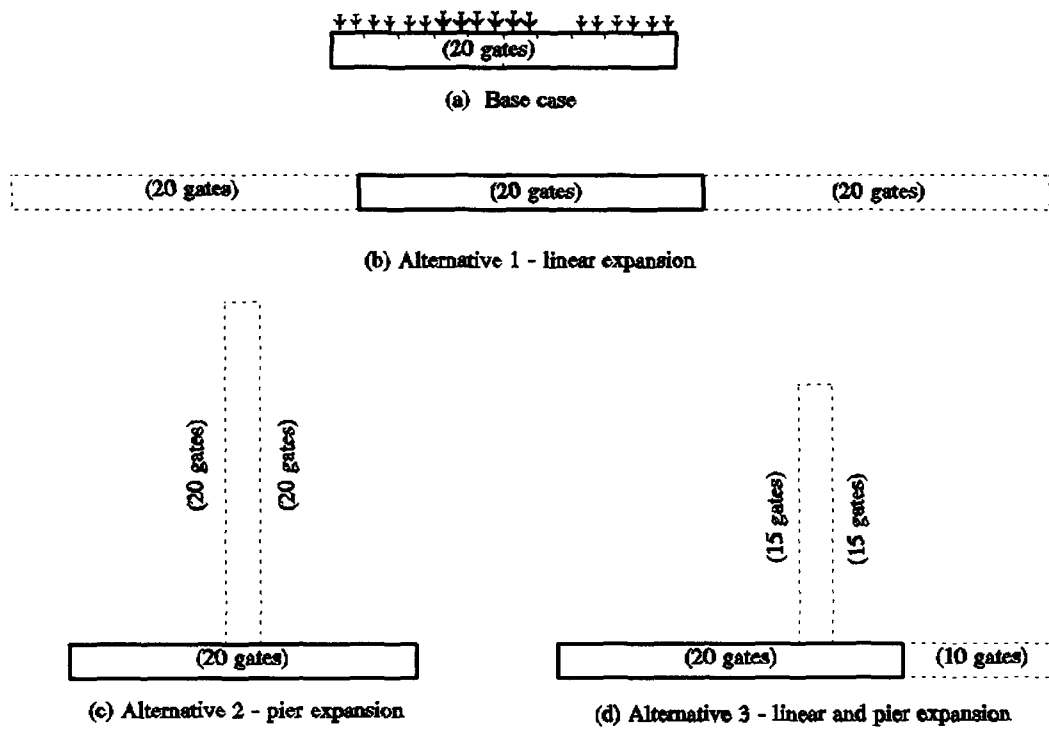 (20 gates)
(a) Base case
(20 gates) (20 gates) (20 gates)
(b) Alternative 1 - linear expansion
(20 gates)
(20 gates)
(20 gates)
(c) Alternative 2 - pier expansion
(15 gates)
(15 gates)
(20 gates) (10 gates)
(d) Alternative 3 - linear and pier expansion